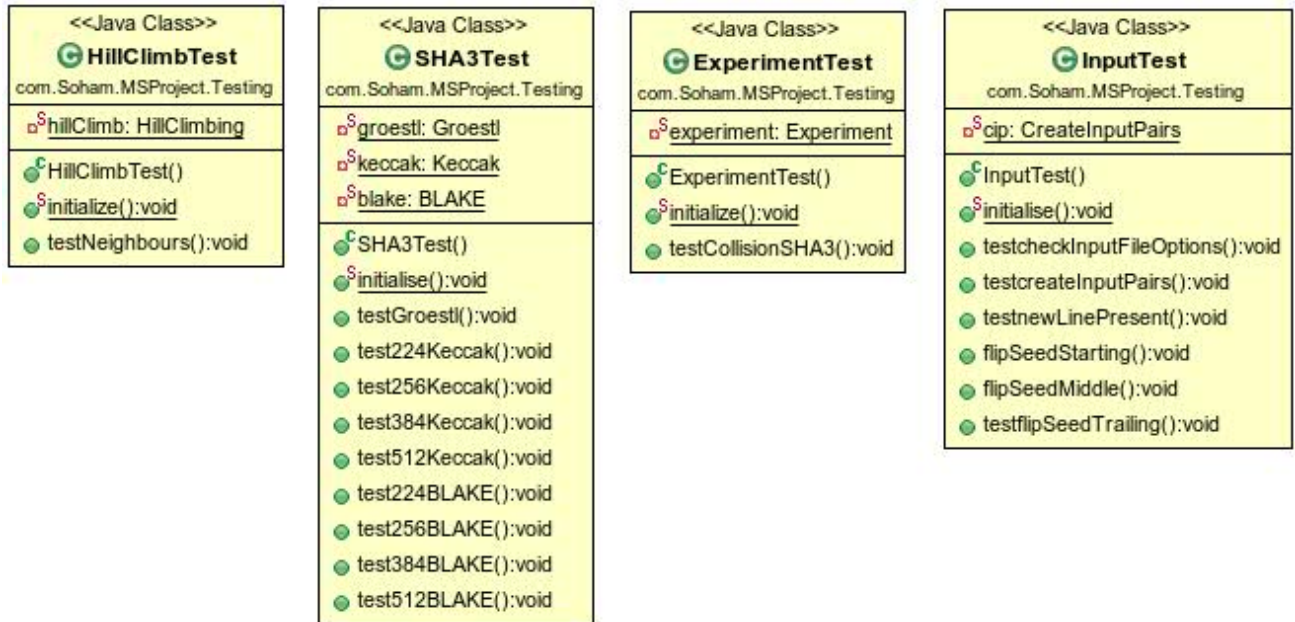 <<Java Class>>
HillClimbTest
com.Soham.MSProject.Testing
hillClimb: HillClimbing
HillClimbTest()
initialize():void
testNeighbours():void
<<Java Class>>
SHA3Test
com.Soham.MSProject.Testing
groestl: Groestl
keccak: Keccak
blake: BLAKE
SHA3Test()
initialise():void
testGroestl():void
test224Keccak():void
test256Keccak():void
test384Keccak():void
test512Keccak():void
test224BLAKE():void
test256BLAKE():void
test384BLAKE():void
test512BLAKE():void
<<Java Class>>
ExperimentTest
com.Soham.MSProject.Testing
experiment: Experiment
ExperimentTest()
initialize():void
testCollisionSHA3():void
<<Java Class>>
InputTest
com.Soham.MSProject.Testing
cip: CreateInputPairs
InputTest()
initialise():void
testcheckInputFileOptions():void
testcreateInputPairs():void
testnewLinePresent():void
flipSeedStarting():void
flipSeedMiddle():void
testflipSeedTrailing():void